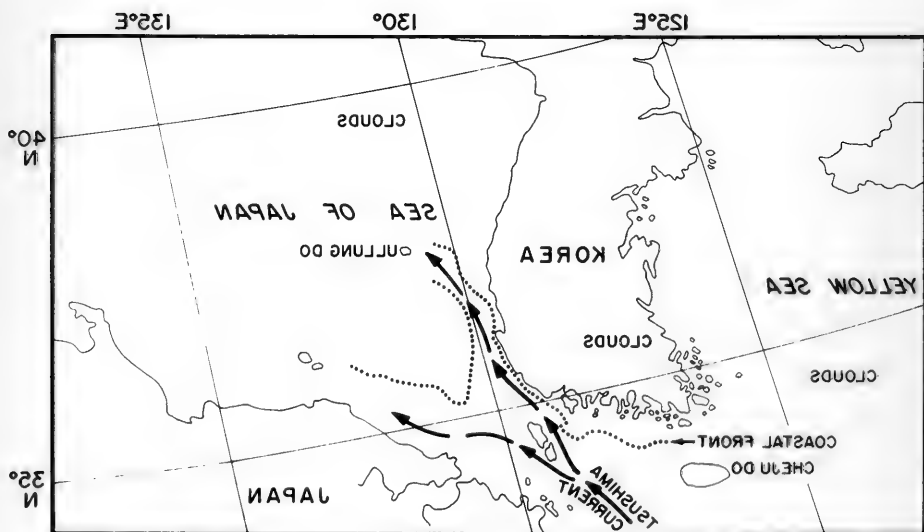 135°E
130°E
125°E
40°
N
CLOUDS
SEA OF JAPAN
ULLUNG DO
KOREA
YELLOW SEA
CLOUDS
CLOUDS
COASTAL FRONT
CHEJU DO
35°
N
JAPAN
TSUSHIMA
CURRENT